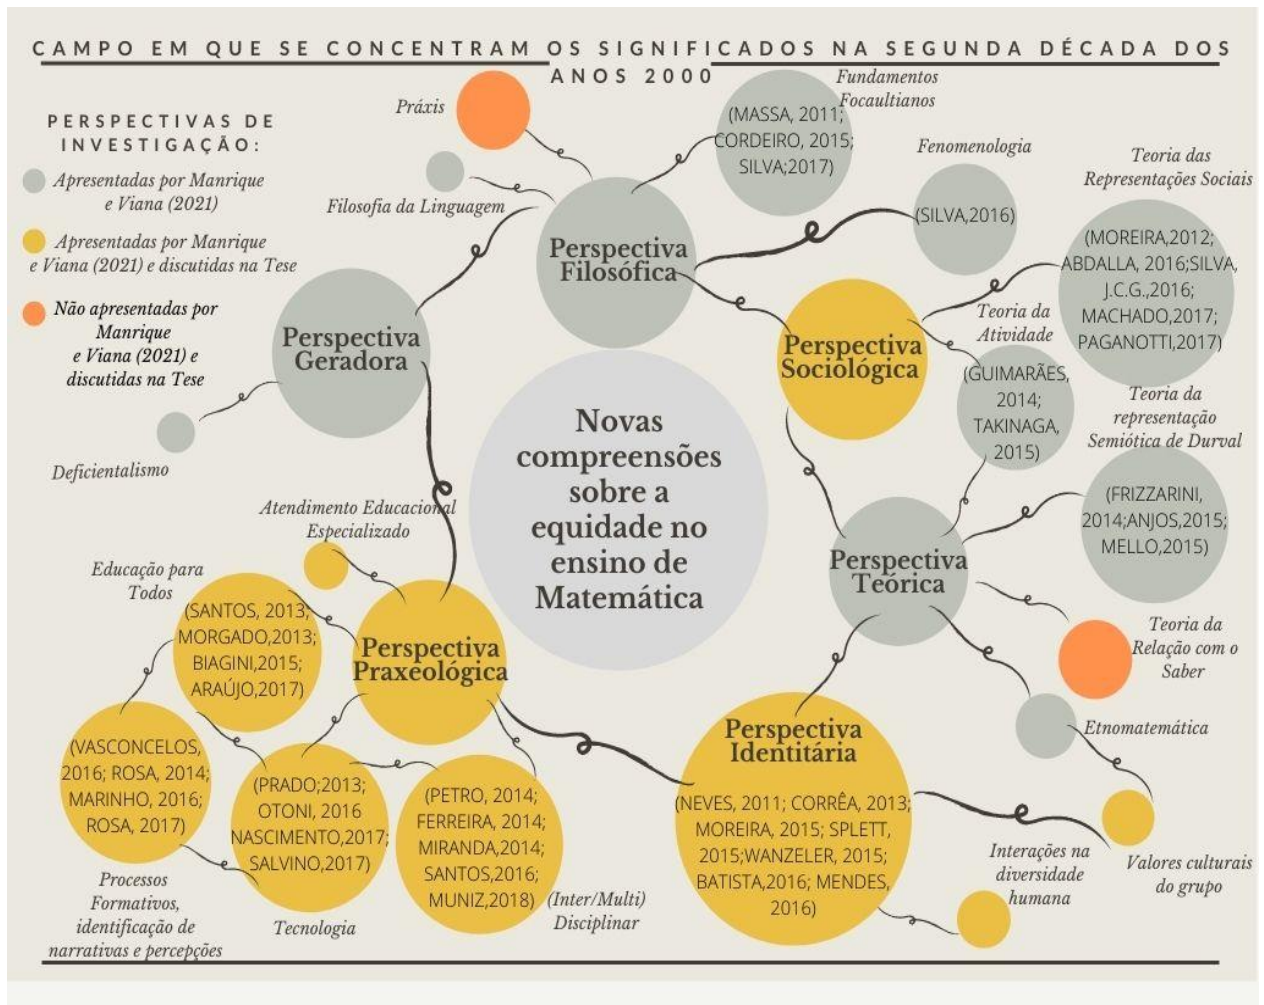 CAMPO EM QUE SE CONCENTRAM OS SIGNIFICADOS NA SEGUNDA DÉCADA DOS
ANOS 2000
PERSPECTIVAS DE
INVESTIGAÇÃO:
Apresentadas por Manrique
e Viana (2021)
Apresentadas por Manrique
e Viana (2021) e discutidas na Tese
Não apresentadas por
Manrique
e Viana (2021) e
discutidas na Tese
Práxis
Filosofia da Linguagem
Fundamentos
Focaultianos
(MASSA, 2011;
CORDEIRO, 2015;
SILVA;2017)
Fenomenologia
(SILVA,2016)
Teoria das
Representações Sociais
(MOREIRA,2012;
ABDALLA, 2016;SILVA,
J.C.G.,2016;
MACHADO,2017;
PAGANOTTI,2017)
Perspectiva
Filosófica
Perspectiva
Geradora
Deficientalismo
Perspectiva
Sociológica
Teoria da
Atividade
(GUIMARÃES,
2014;
TAKINAGA,
2015)
Teoria da
representação
Semiótica de Durval
(FRIZZARINI,
2014;ANJOS,2015;
MELLO,2015)
Novas
compreensões
sobre a
equidade no
ensino de
Matemática
Perspectiva
Teórica
Teoria da
Relação com o
Saber
Etnomatemática
Atendimento Educacional
Especializado
Educação para
Todos
(SANTOS, 2013;
MORGADO,2013;
BIAGINI,2015;
ARAÚJO,2017)
Perspectiva
Praxeológica
(VASCONCELOS,
2016; ROSA, 2014;
MARINHO, 2016;
ROSA, 2017)
Processos
Formativos,
identificação de
narrativas e percepções
(PRADO;2013;
OTONI, 2016
NASCIMENTO,2017;
SALVINO,2017)
Tecnologia
(PETRO, 2014;
FERREIRA, 2014;
MIRANDA,2014;
SANTOS,2016;
MUNIZ,2018)
(Inter/Multi)
Disciplinar
Perspectiva
Identitária
(NEVES, 2011; CORRÊA, 2013;
MOREIRA, 2015; SPLETT,
2015;WANZELER, 2015;
BATISTA,2016; MENDES,
2016)
Interações na
diversidade
humana
Valores culturais
do grupo